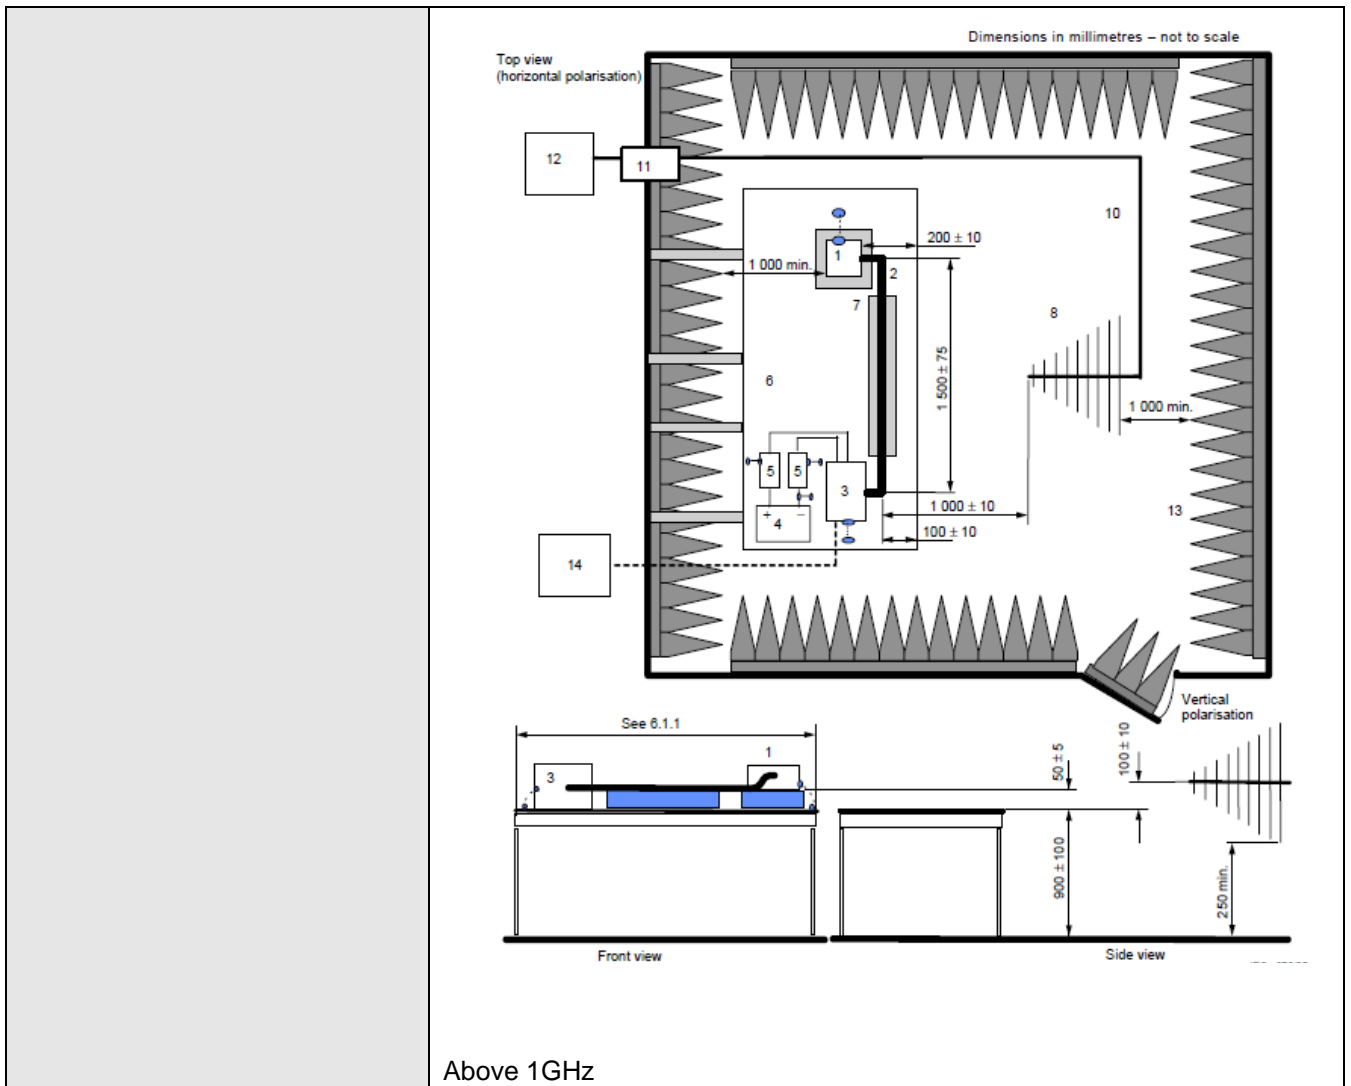 Dimensions in millimetres – not to scale
Top view
(horizontal polarisation)
12
11
10
200 ± 10
1
1 000 min.
2
7
8
1 500 ± 75
6
1 000 min.
5
5
3
1 000 ± 10
13
+
–
4
100 ± 10
14
Vertical
polarisation
See 6.1.1
1
3
50 ± 5
100 ± 10
900 ± 100
250 min.
Front view
Side view
Above 1GHz